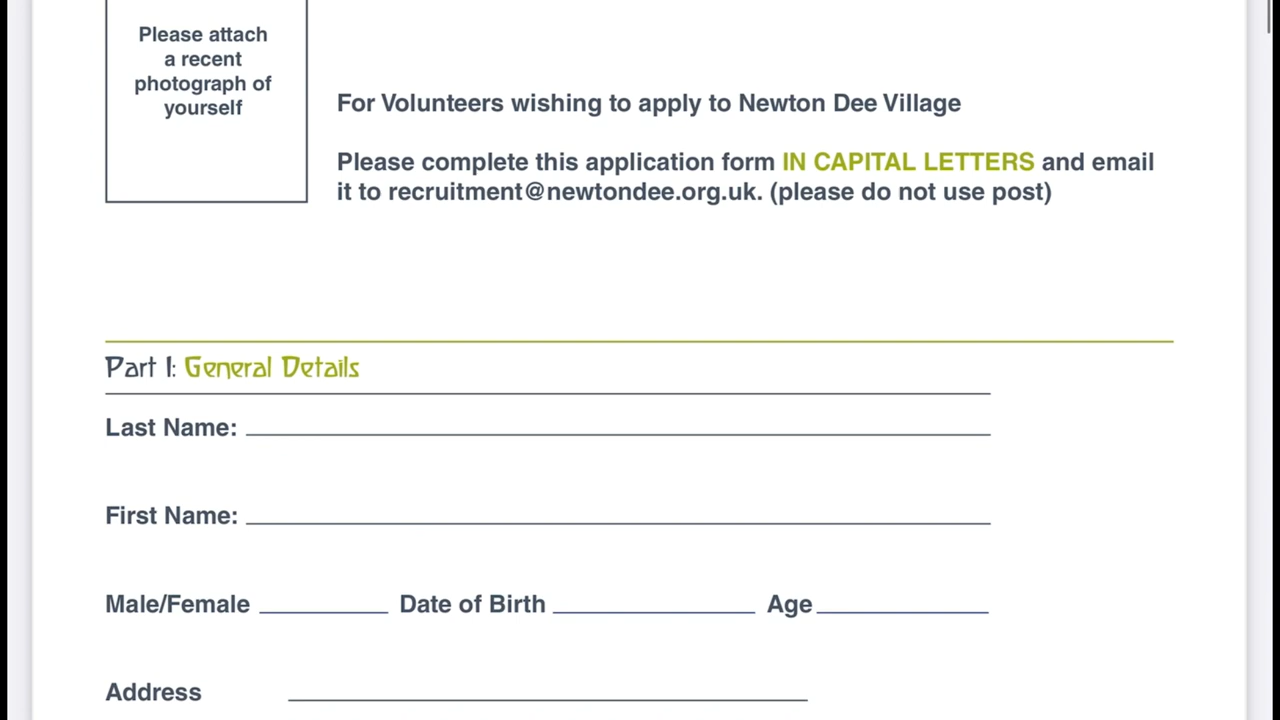 Please attach
a recent
photograph of
yourself
For Volunteers wishing to apply to Newton Dee Village
Please complete this application form IN CAPITAL LETTERS and email
it to recruitment@newtondee.org.uk. (please do not use post)
Part 1: General Details
Last Name:
First Name:
Male/Female Date of Birth Age
Address